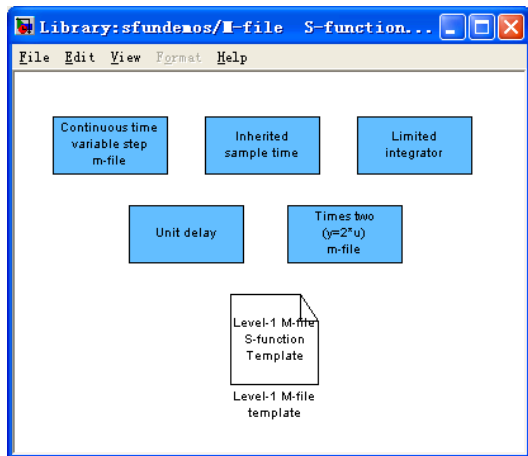 Library:sfundemos/M-file S-function...
File Edit View Format Help
Continuous time
variable step
m-file
Inherited
sample time
Limited
integrator
Unit delay
Times two
(y=2*u)
m-file
Level-1 M-file
S-function
Template
Level-1 M-file
template